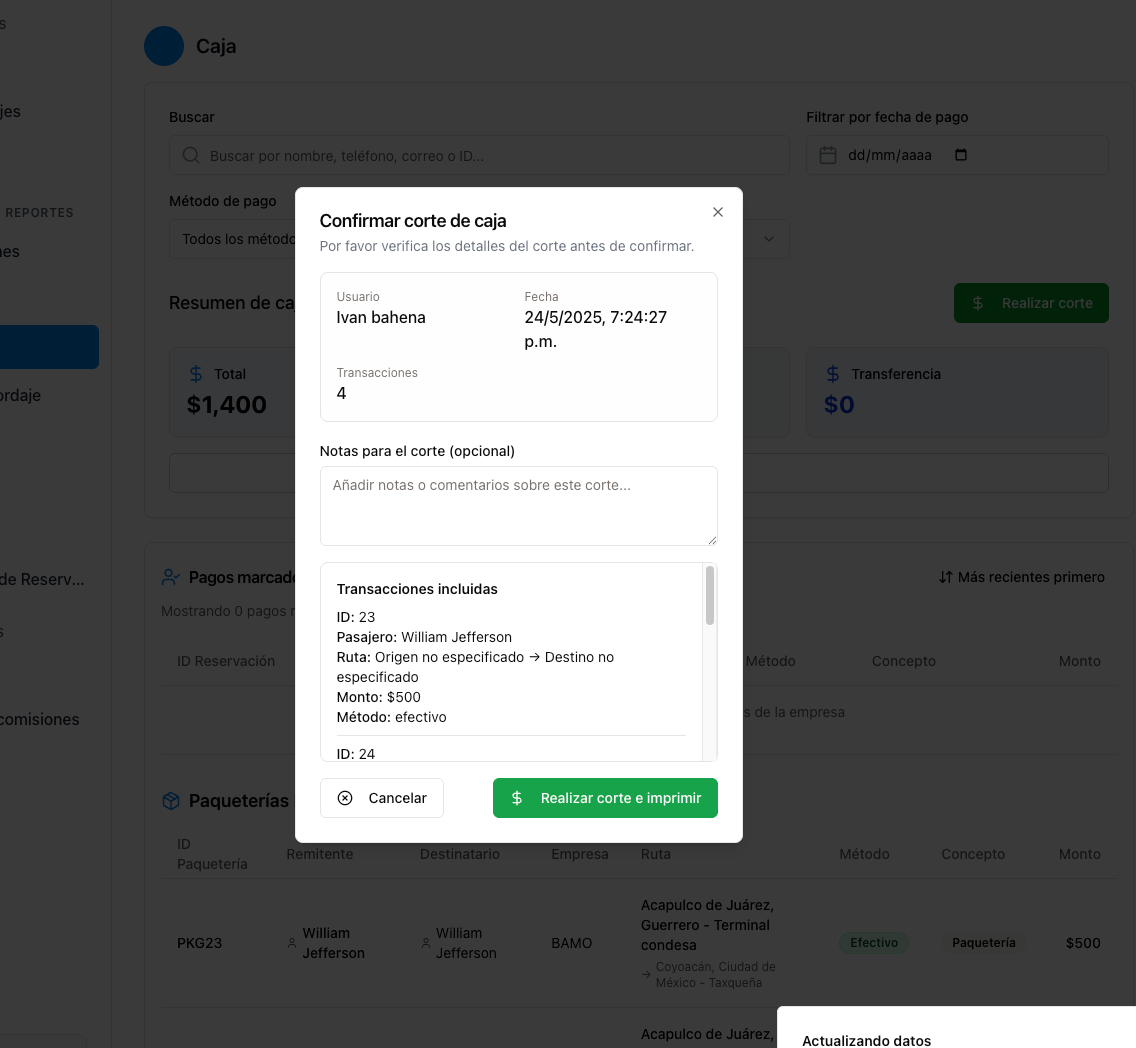 s
Caja
jes
Buscar
Filtrar por fecha de pago
Buscar por nombre, teléfono, correo o ID...
dd/mm/aaaa
REPORTES
Método de pago
nes
Todos los método
Resumen de ca
Realizar corte
Total
$1,400
Transferencia
$0
ordaje
Confirmar corte de caja
Por favor verifica los detalles del corte antes de confirmar.
Usuario
Ivan bahena
Fecha
24/5/2025, 7:24:27
p.m.
Transacciones
4
Notas para el corte (opcional)
Añadir notas o comentarios sobre este corte...
Transacciones incluidas
ID: 23
Pasajero: William Jefferson
Ruta: Origen no especificado → Destino no
especificado
Monto: $500
Método: efectivo
ID: 24
Cancelar
Realizar corte e imprimir
de Reserv...
s
comisiones
Pagos marcado
Más recientes primero
Mostrando 0 pagos
ID Reservación
Método
Concepto
Monto
s de la empresa
Paqueterías
ID
Paquetería
Remitente
Destinatario
Empresa
Ruta
Método
Concepto
Monto
PKG23
William
Jefferson
William
Jefferson
BAMO
Acapulco de Juárez,
Guerrero - Terminal
condesa
→ Coyoacán, Ciudad de
México - Taxqueña
Efectivo
Paquetería
$500
Acapulco de Juárez,
Actualizando datos